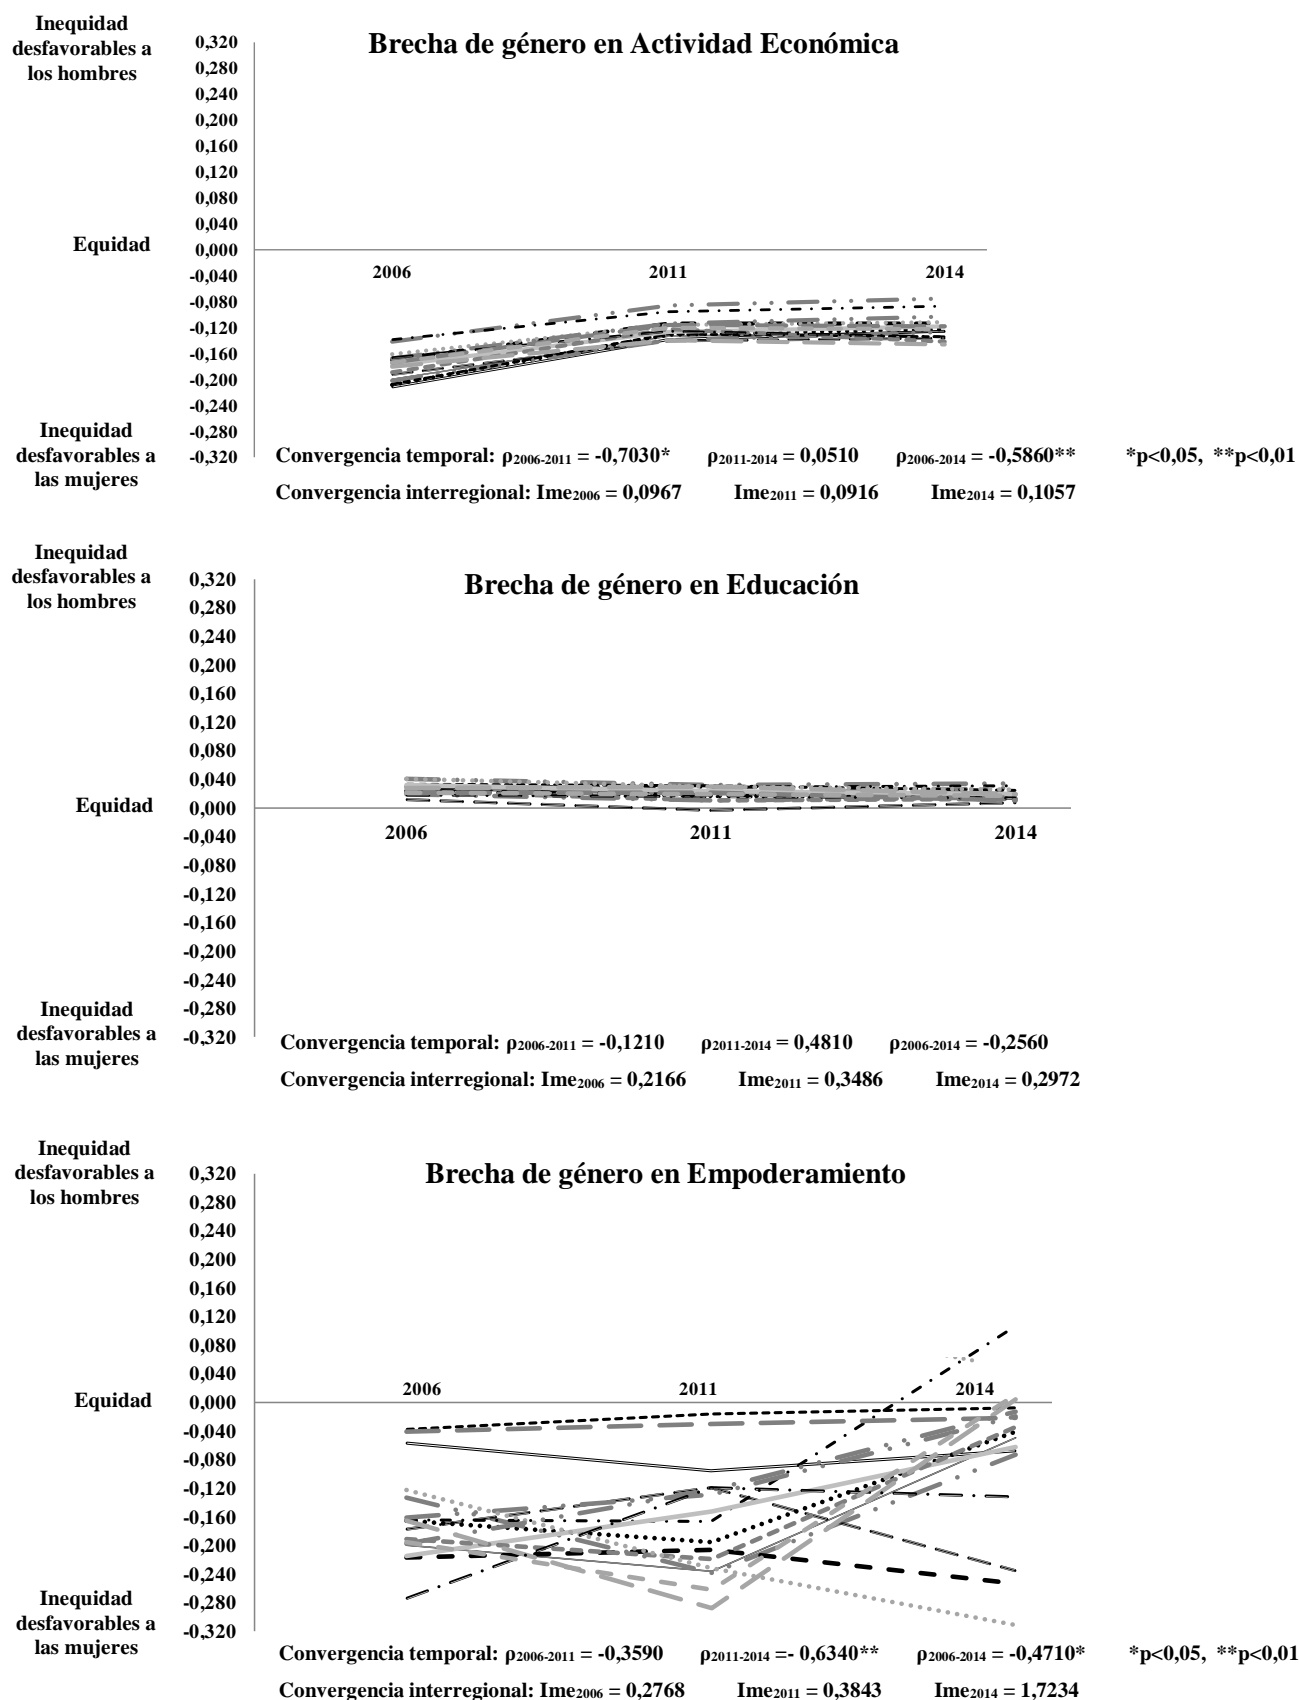 Inequidad
desfavorables a
los hombres
Brecha de género en Actividad Económica
0,320
0,280
0,240
0,200
0,160
0,120
0,080
0,040
Equidad
0,000
-0,040
2006 2011 2014
-0,080
-0,120
-0,160
-0,200
-0,240
-0,280
-0,320
Inequidad
desfavorables a
las mujeres
Convergencia temporal: ρ2006-2011 = -0,7030* ρ2011-2014 = 0,0510 ρ2006-2014 = -0,5860** *p<0,05, **p<0,01
Convergencia interregional: Ime2006 = 0,0967 Ime2011 = 0,0916 Ime2014 = 0,1057
Inequidad
desfavorables a
los hombres
Brecha de género en Educación
0,320
0,280
0,240
0,200
0,160
0,120
0,080
0,040
Equidad
0,000
2006 2011 2014
-0,040
-0,080
-0,120
-0,160
-0,200
-0,240
-0,280
-0,320
Inequidad
desfavorables a
las mujeres
Convergencia temporal: ρ2006-2011 = -0,1210 ρ2011-2014 = 0,4810 ρ2006-2014 = -0,2560
Convergencia interregional: Ime2006 = 0,2166 Ime2011 = 0,3486 Ime2014 = 0,2972
Inequidad
desfavorables a
los hombres
Brecha de género en Empoderamiento
0,320
0,280
0,240
0,200
0,160
0,120
0,080
0,040
2006 2011 2014
Equidad
0,000
-0,040
-0,080
-0,120
-0,160
-0,200
-0,240
-0,280
-0,320
Inequidad
desfavorables a
las mujeres
Convergencia temporal: ρ2006-2011 = -0,3590 ρ2011-2014 =- 0,6340** ρ2006-2014 = -0,4710* *p<0,05, **p<0,01
Convergencia interregional: Ime2006 = 0,2768 Ime2011 = 0,3843 Ime2014 = 1,7234